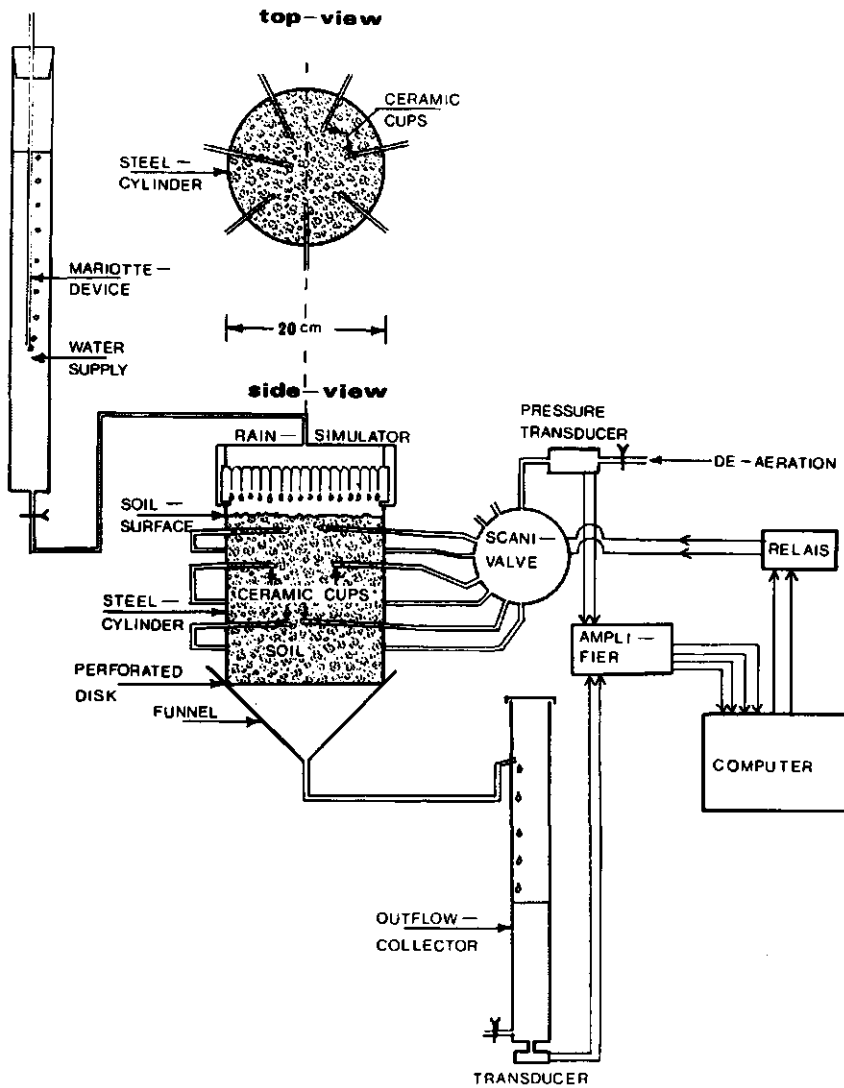 top-view
CERAMIC
CUPS
STEEL-
CYLINDER
MARIOTTE-
DEVICE
WATER
SUPPLY
20 cm
side-view
RAIN- SIMULATOR
PRESSURE
TRANSDUCER
DE-AERATION
SOIL-
SURFACE
SCANI-
VALVE
RELAIS
CERAMIC CUPS
STEEL-
CYLINDER
SOIL
AMPLI-
FIER
PERFORATED
DISK
FUNNEL
COMPUTER
OUTFLOW-
COLLECTOR
TRANSDUCER